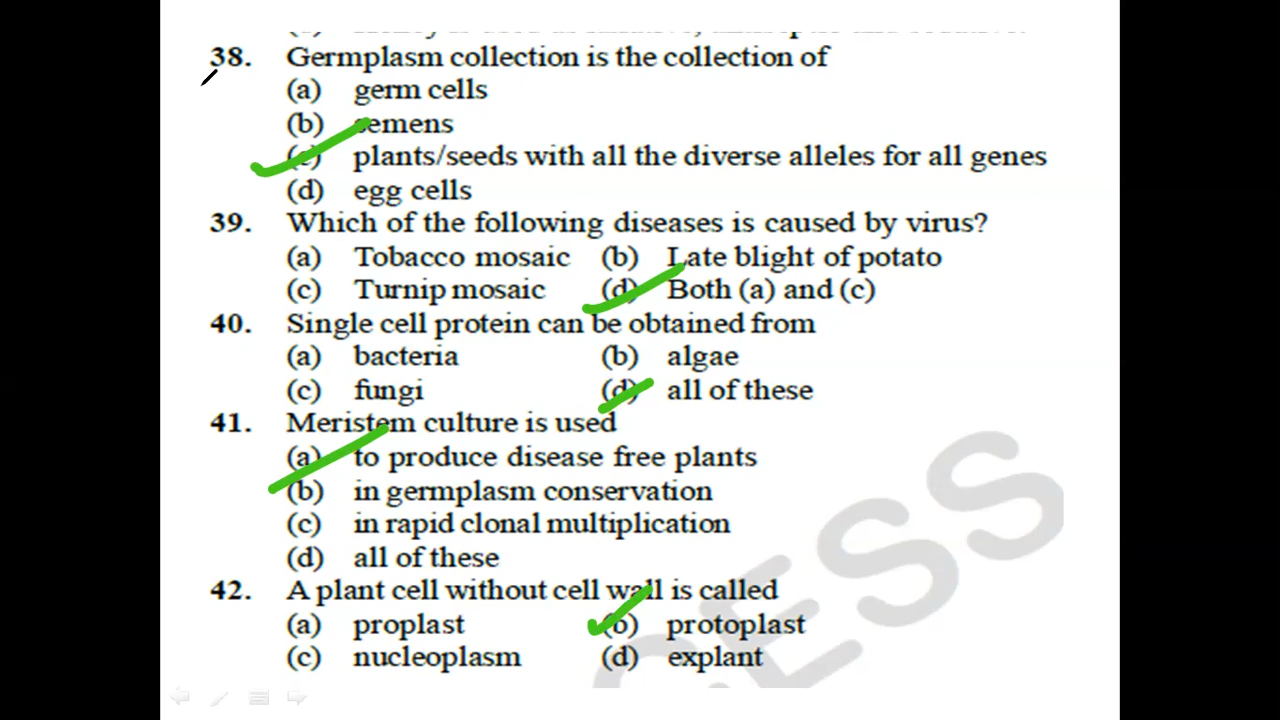 38. Germplasm collection is the collection of
(a) germ cells
(b) semens
(c) plants/seeds with all the diverse alleles for all genes
(d) egg cells
39. Which of the following diseases is caused by virus?
(a) Tobacco mosaic (b) Late blight of potato
(c) Turnip mosaic (d) Both (a) and (c)
40. Single cell protein can be obtained from
(a) bacteria (b) algae
(c) fungi (d) all of these
41. Meristem culture is used
(a) to produce disease free plants
(b) in germplasm conservation
(c) in rapid clonal multiplication
(d) all of these
42. A plant cell without cell wall is called
(a) proplast (b) protoplast
(c) nucleoplasm (d) explant
CESS